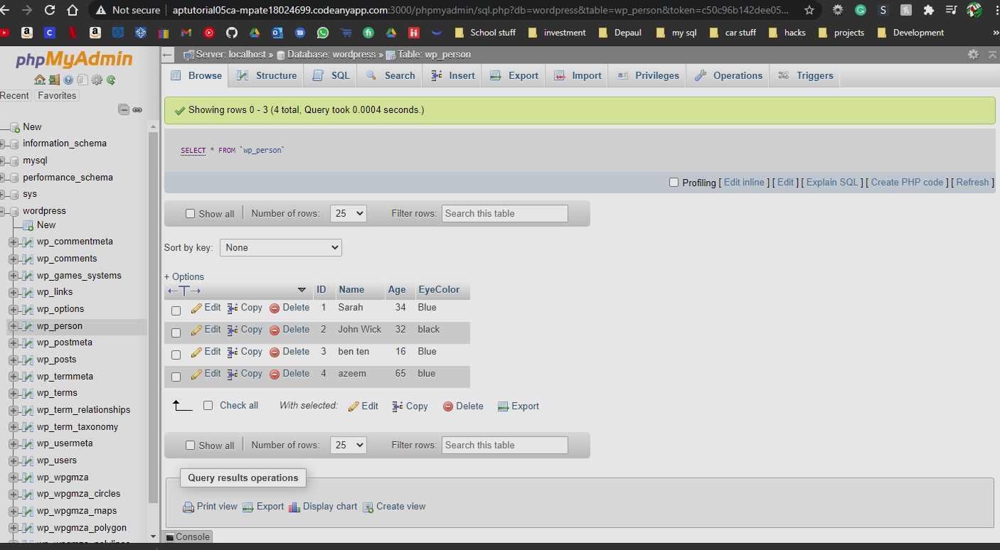 Not secure | aptutorial05ca-mpate18024699.codeanyapp.com:3000/phpmyadmin/sql.php?db=wordpress&table=wp_person&token=c50c96b142dee05...
School stuff investment Depaul my sql car stuff hacks projects Development »
phpMyAdmin
Recent Favorites
New
information_schema
mysql
performance_schema
sys
wordpress
New
wp_commentmeta
wp_comments
wp_games_systems
wp_links
wp_options
wp_person
wp_postmeta
wp_posts
wp_termmeta
wp_terms
wp_term_relationships
wp_term_taxonomy
wp_usermeta
wp_users
wp_wpgmza
wp_wpgmza_circles
wp_wpgmza_maps
wp_wpgmza_polygon
wp_wpgmza_polylines
Server: localhost » Database: wordpress » Table: wp_person
Browse Structure SQL Search Insert Export Import Privileges Operations Triggers
Showing rows 0 - 3 (4 total, Query took 0.0004 seconds.)
SELECT * FROM `wp_person`
Profiling [ Edit inline ] [ Edit ] [ Explain SQL ] [ Create PHP code ] [ Refresh ]
Show all | Number of rows: 25 Filter rows: Search this table
Sort by key: None
+ Options
ID Name Age EyeColor
Edit Copy Delete 1 Sarah 34 Blue
Edit Copy Delete 2 John Wick 32 black
Edit Copy Delete 3 ben ten 16 Blue
Edit Copy Delete 4 azeem 65 blue
Check all With selected: Edit Copy Delete Export
Show all | Number of rows: 25 Filter rows: Search this table
Query results operations
Print view Export Display chart Create view
Console